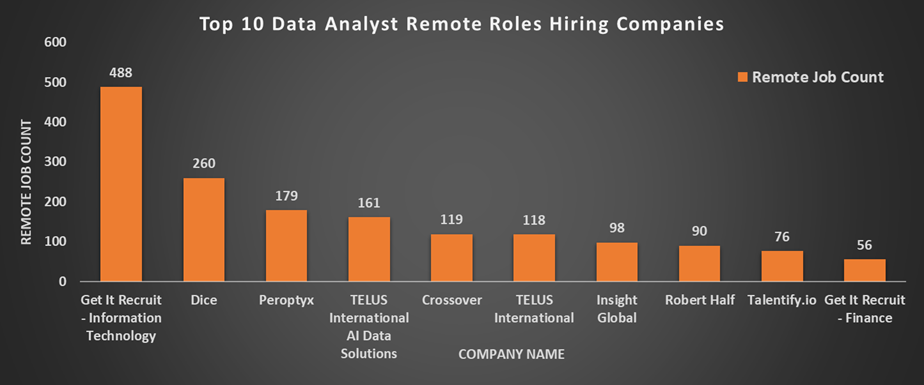 Top 10 Data Analyst Remote Roles Hiring Companies
Remote Job Count
REMOTE JOB COUNT
600
500
400
300
200
100
0
488
260
179
161
119
118
98
90
76
56
Get It Recruit
- Information
Technology
Dice
Peroptyx
TELUS
International
AI Data
Solutions
Crossover
TELUS
International
Insight
Global
Robert Half
Talentify.io
Get It Recruit
- Finance
COMPANY NAME